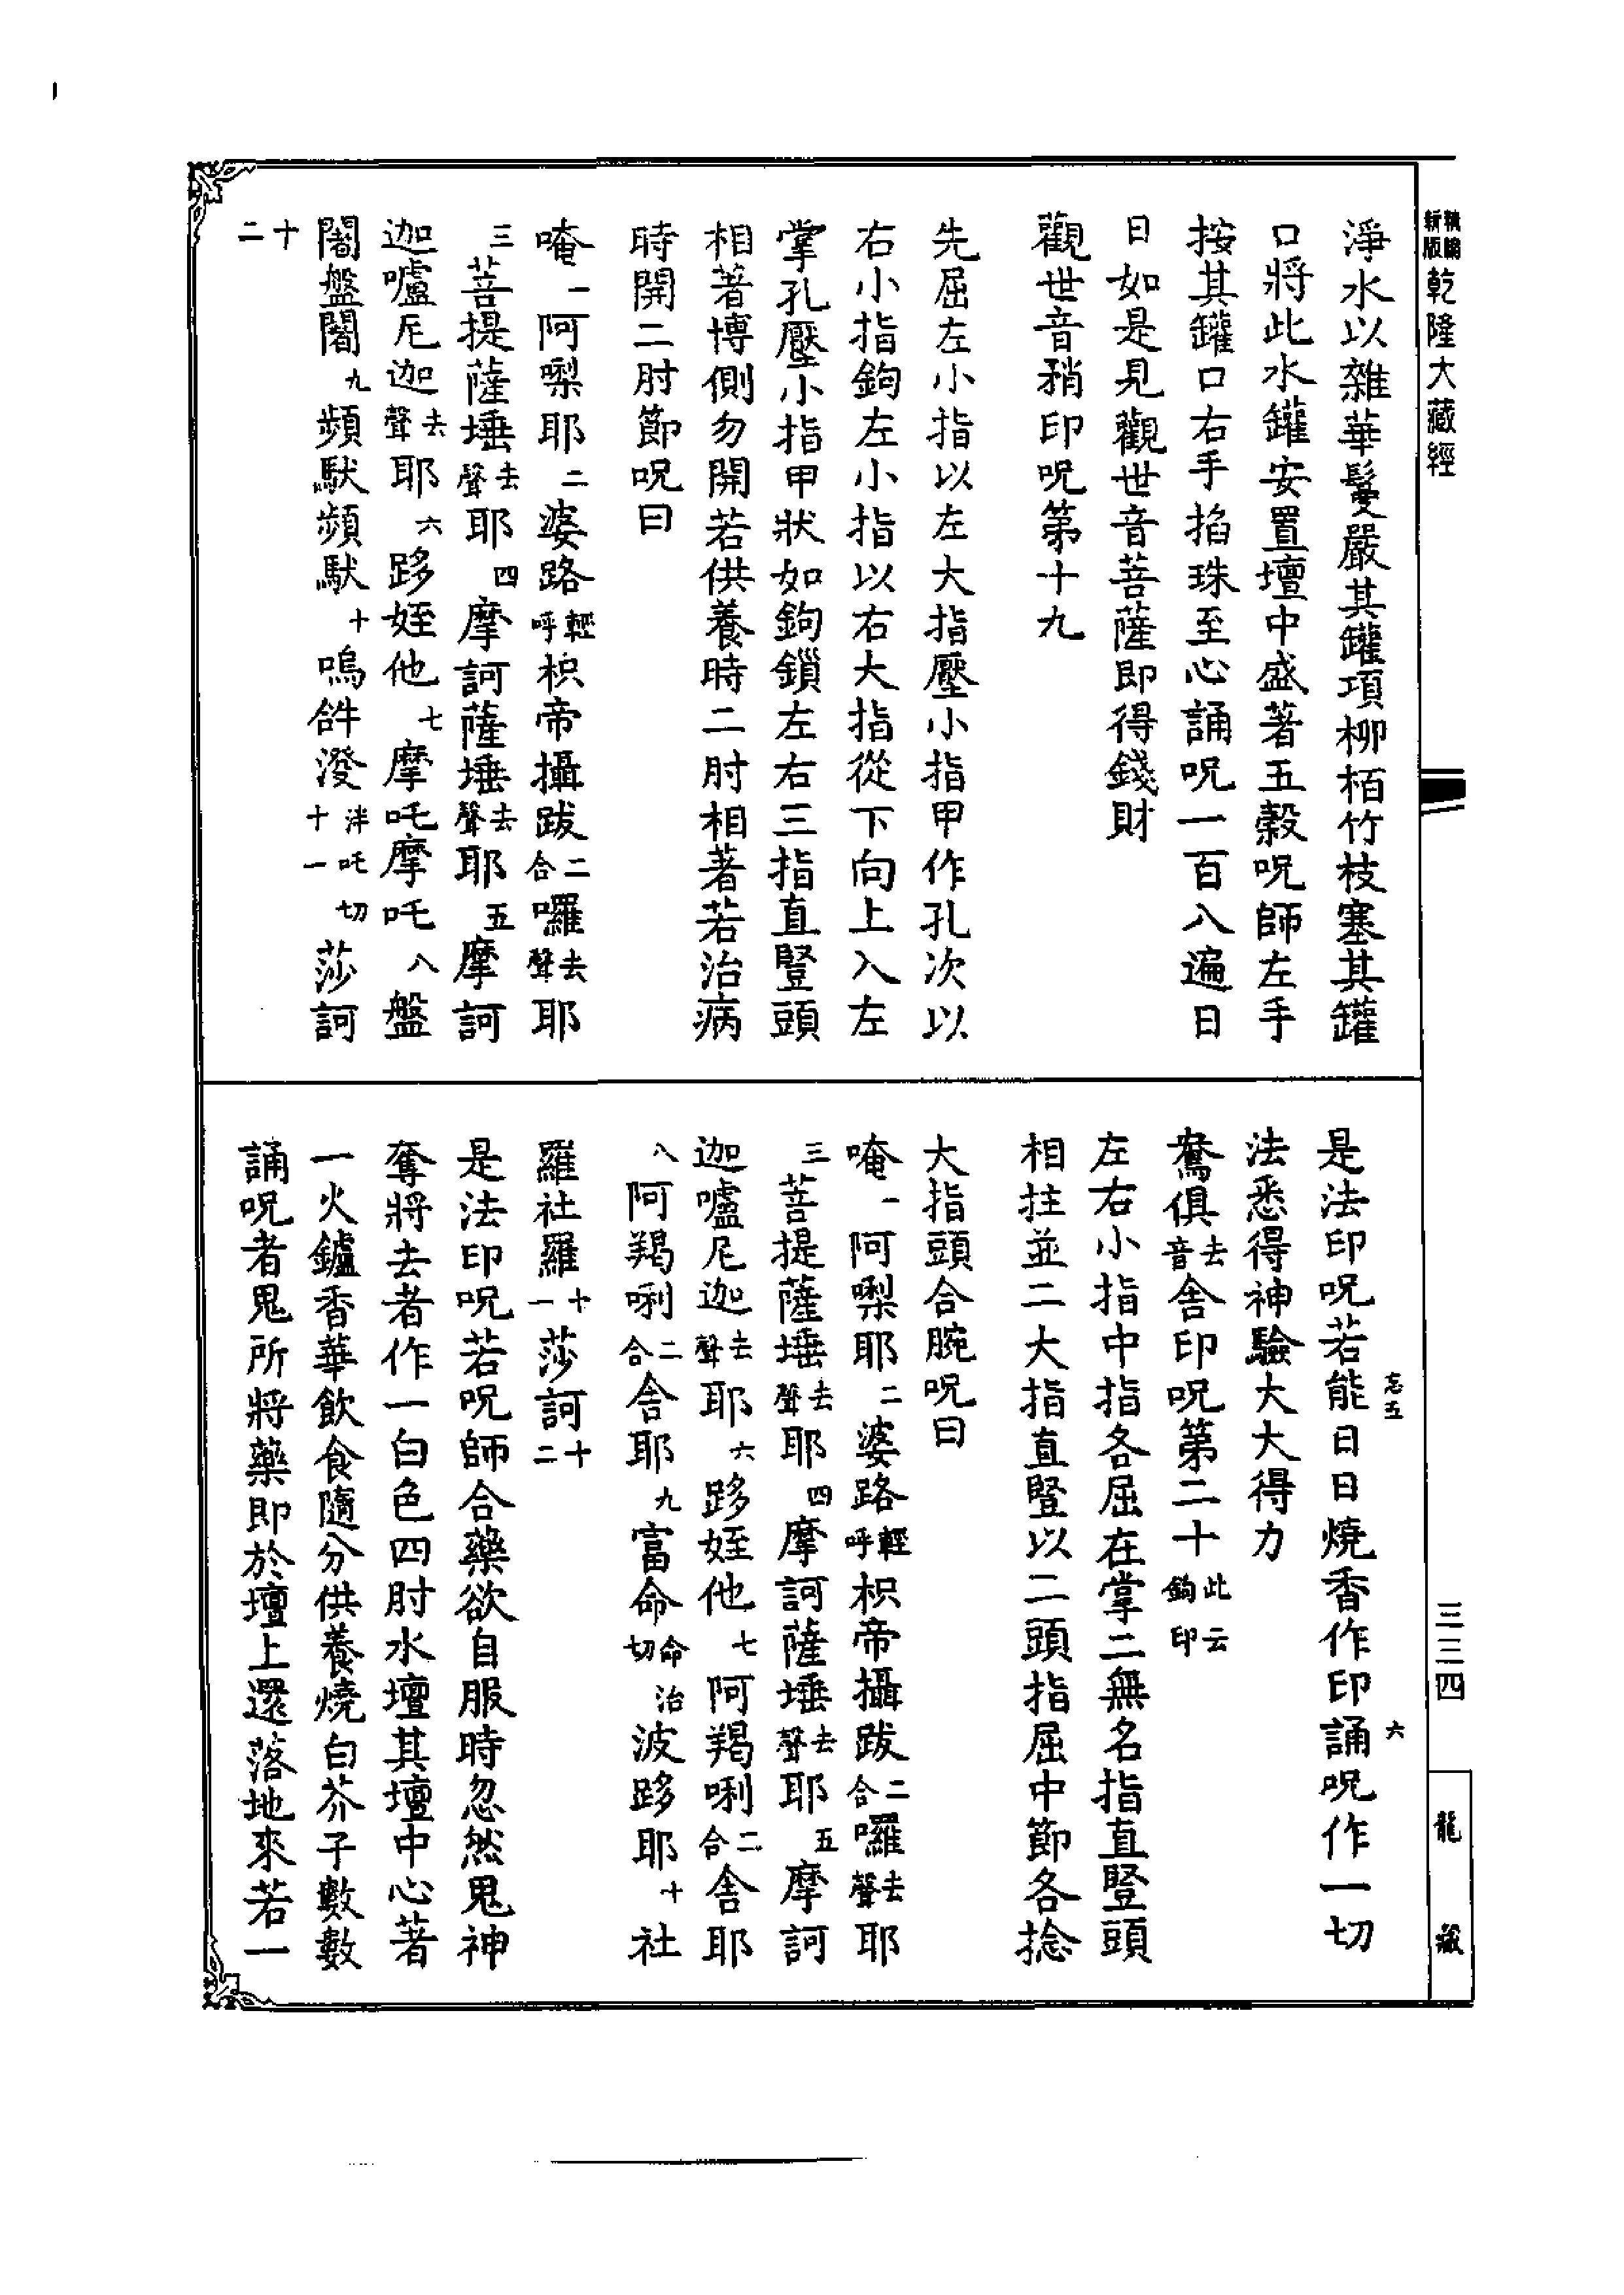 精編
新版
乾隆大藏經
淨水以雜華鬘嚴其罐項柳栢竹枝塞其罐
口將此水罐安置壇中盛著五穀呪師左手
按其罐口右手掐珠至心誦呪一百八遍日
日如是見觀世音菩薩即得錢財
觀世音矟印呪第十九
先屈左小指以左大指壓小指甲作孔次以
右小指鉤左小指以右大指從下向上入左
掌孔壓小指甲狀如鉤鎖左右三指直豎頭
相著博側勿開若供養時二肘相著若治病
時開二肘節呪曰
唵一阿㗚耶二婆路輕呼枳帝攝跋二合囉去聲耶
三菩提薩埵去聲耶四摩訶薩埵去聲耶五摩訶
迦嚧尼迦去聲耶六跢姪他七摩吒摩吒八盤
闍盤闍九頻馱頻馱十嗚𤙖潑泮吒切十一莎訶
十二
是法印呪若能日日燒香作印誦呪作一切
法悉得神驗大大得力
鴦俱去音舍印呪第二十此云鉤印
左右小指中指各屈在掌二無名指直豎頭
相拄並二大指直豎以二頭指屈中節各捻
大指頭合腕呪曰
唵一阿㗚耶二婆路輕呼枳帝攝跋二合囉去聲耶
三菩提薩埵去聲耶四摩訶薩埵去聲耶五摩訶
迦嚧尼迦去聲耶六跢姪他七阿羯唎二合舍耶
八阿羯唎二合舍耶九富命命治切波跢耶十社
羅社羅十一莎訶十二
是法印呪若呪師合藥欲自服時忽然鬼神
奪將去者作一白色四肘水壇其壇中心著
一火鑪香華飲食隨分供養燒白芥子數數
誦呪者鬼所將藥即於壇上還落地來若一
忘五
六
三三四
龍藏